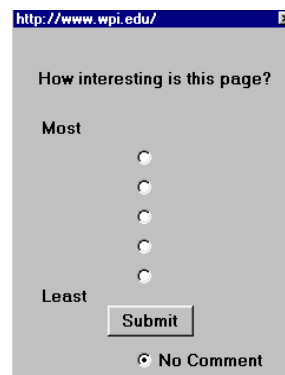 http://www.wpi.edu/
How interesting is this page?
Most
Least
Submit
No Comment